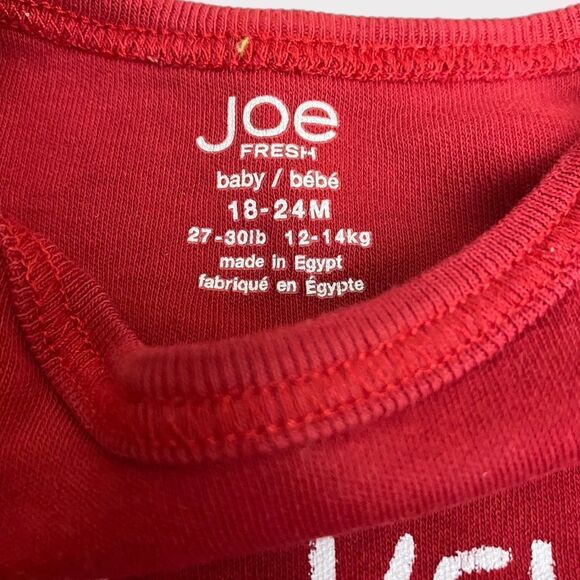 Joe
FRESH
baby / bébé
18-24M
27-30lb 12-14kg
made in Egypt
fabriqué en Égypte